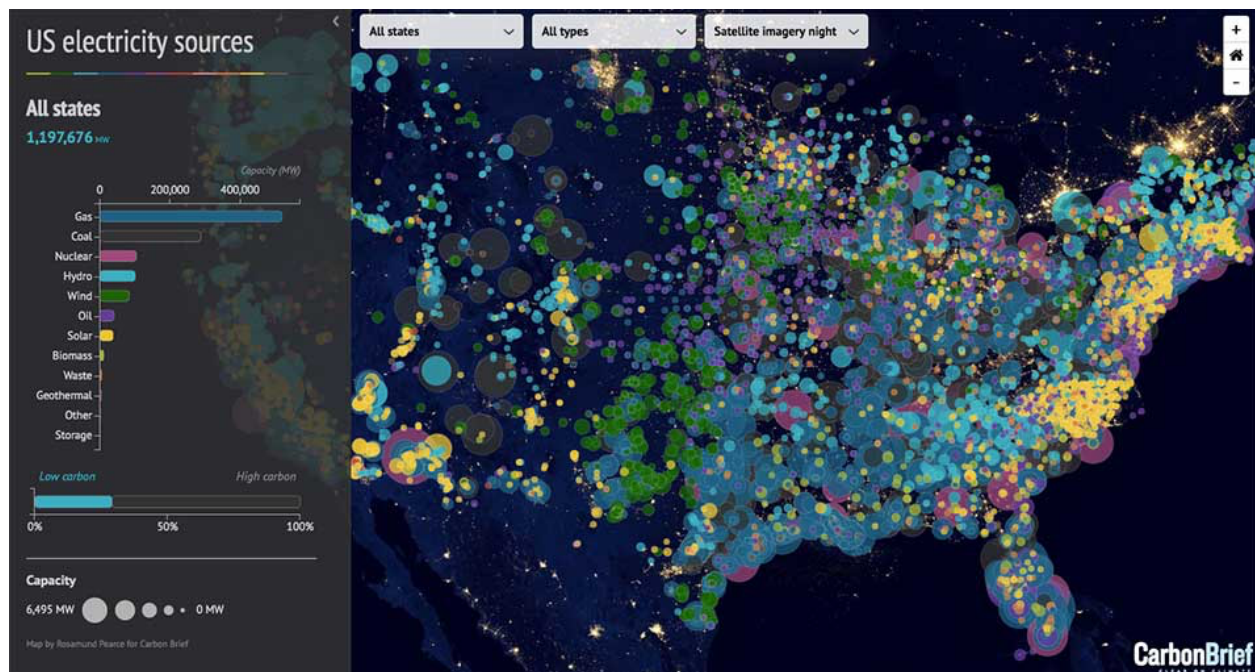 US electricity sources
All states
1,197,676 MW
Capacity (MW)
0 200,000 400,000
Gas
Coal
Nuclear
Hydro
Wind
Oil
Solar
Biomass
Waste
Geothermal
Other
Storage
Low carbon High carbon
0% 50% 100%
Capacity
6,495 MW 0 MW
Map by Rosamund Pearce for Carbon Brief
All states
All types
Satellite imagery night
+
-
CarbonBrief